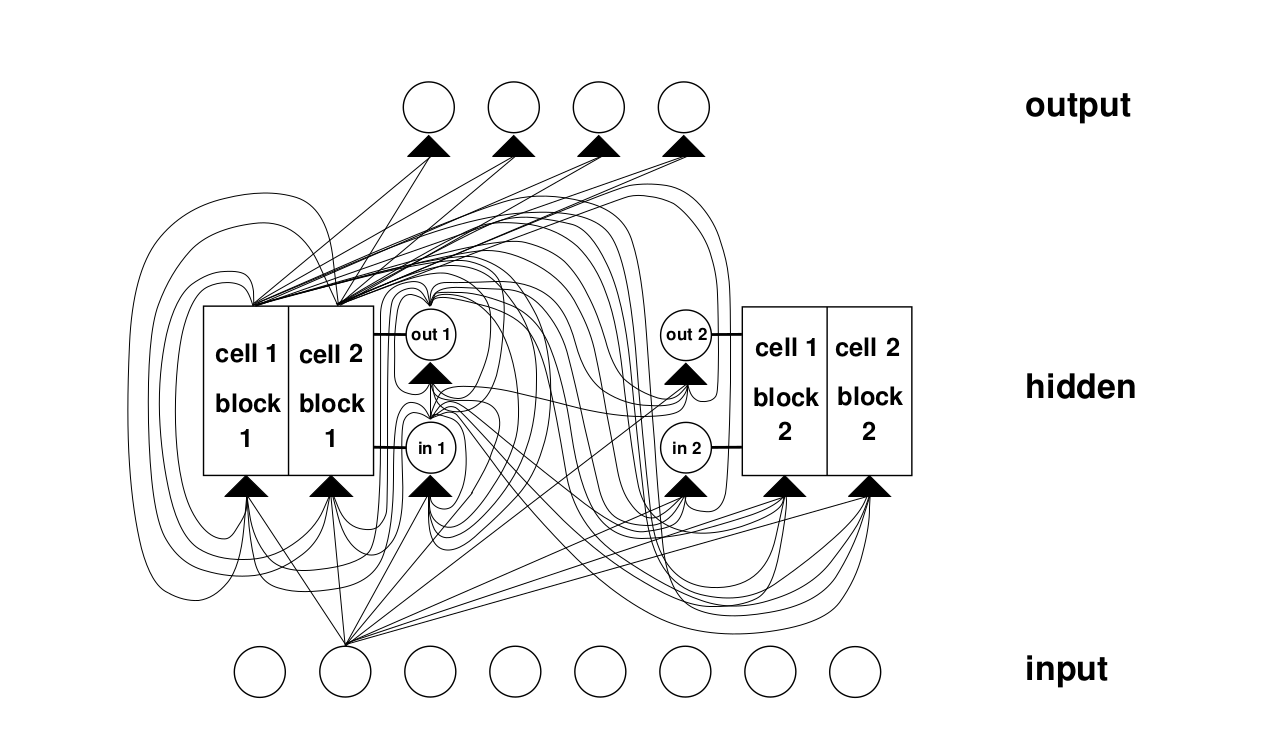 output
out 1
out 2
cell 1
block
1
cell 2
block
1
cell 1
block
2
cell 2
block
2
hidden
in 1
in 2
input